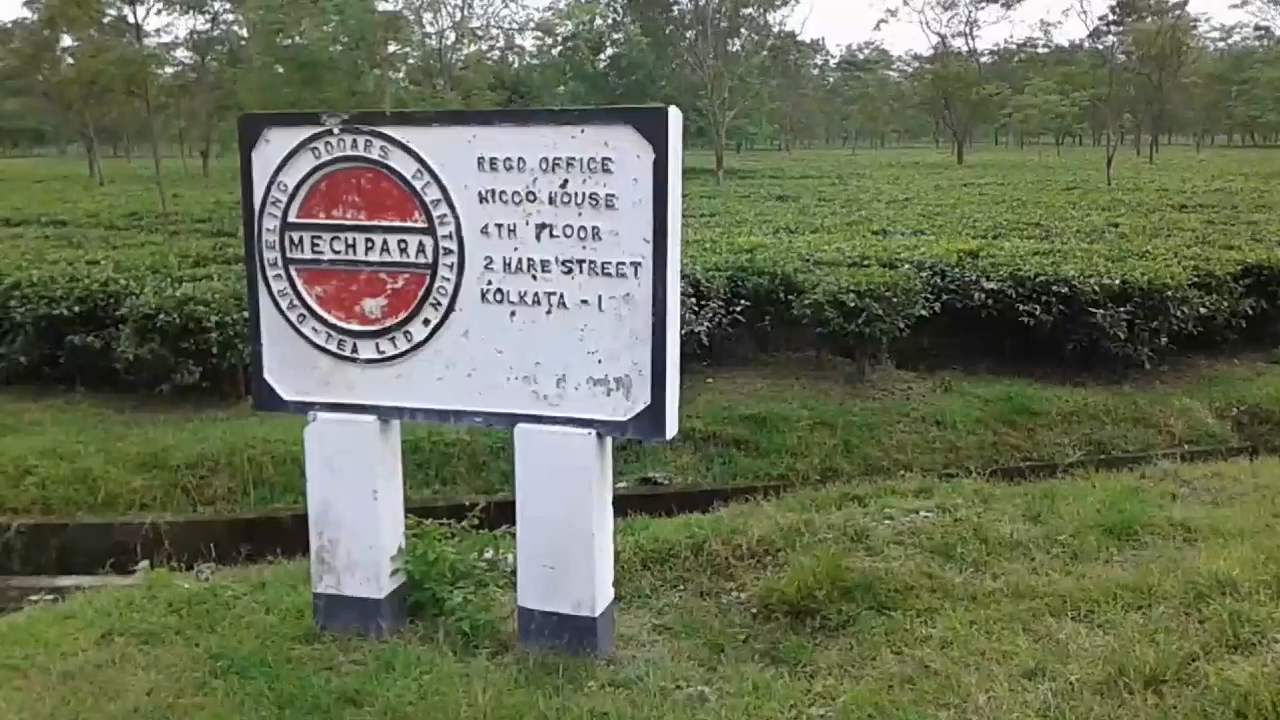 DARJEELING DOOARS PLANTATION
MECHPARA
TEA LTD
REGD. OFFICE
NICCO HOUSE
4TH FLOOR
2 HARE STREET
KOLKATA - 1